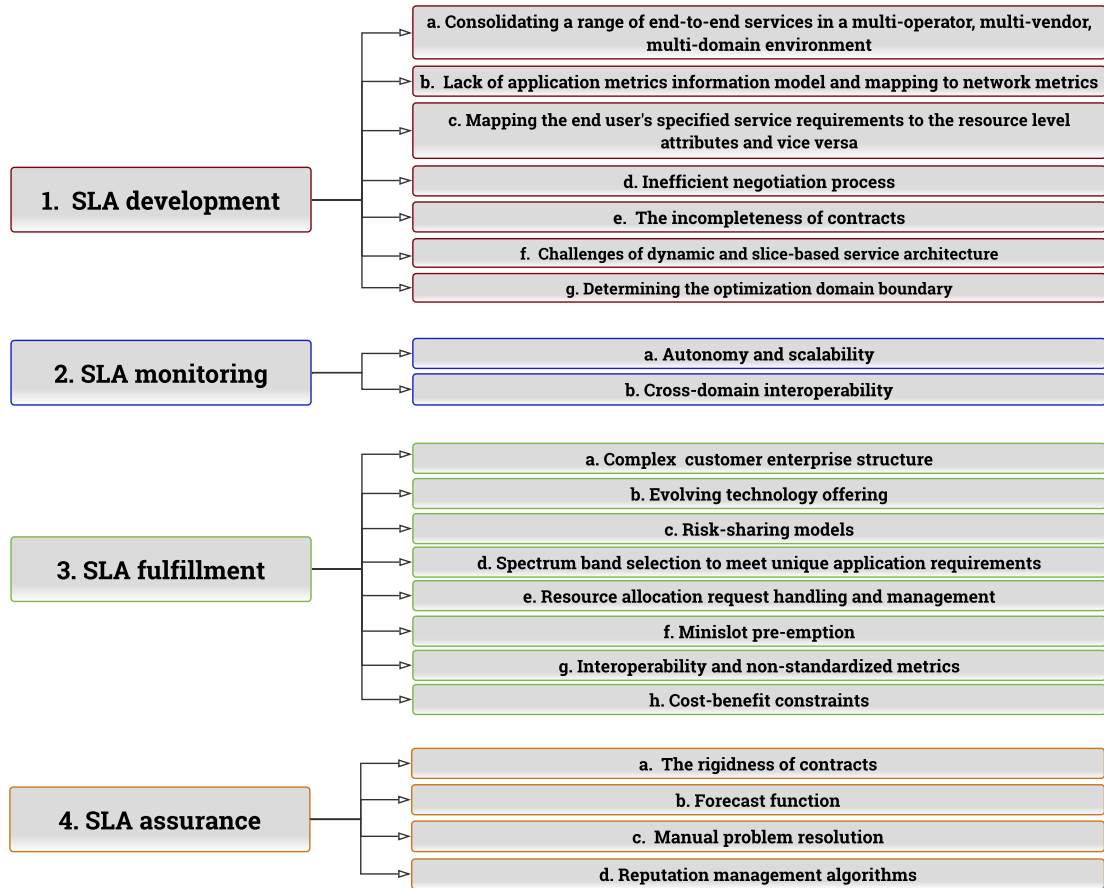 1. SLA development
a. Consolidating a range of end-to-end services in a multi-operator, multi-vendor,
multi-domain environment
b. Lack of application metrics information model and mapping to network metrics
c. Mapping the end user's specified service requirements to the resource level
attributes and vice versa
d. Inefficient negotiation process
e. The incompleteness of contracts
f. Challenges of dynamic and slice-based service architecture
g. Determining the optimization domain boundary
2. SLA monitoring
a. Autonomy and scalability
b. Cross-domain interoperability
3. SLA fulfillment
a. Complex customer enterprise structure
b. Evolving technology offering
c. Risk-sharing models
d. Spectrum band selection to meet unique application requirements
e. Resource allocation request handling and management
f. Minislot pre-emption
g. Interoperability and non-standardized metrics
h. Cost-benefit constraints
4. SLA assurance
a. The rigidness of contracts
b. Forecast function
c. Manual problem resolution
d. Reputation management algorithms